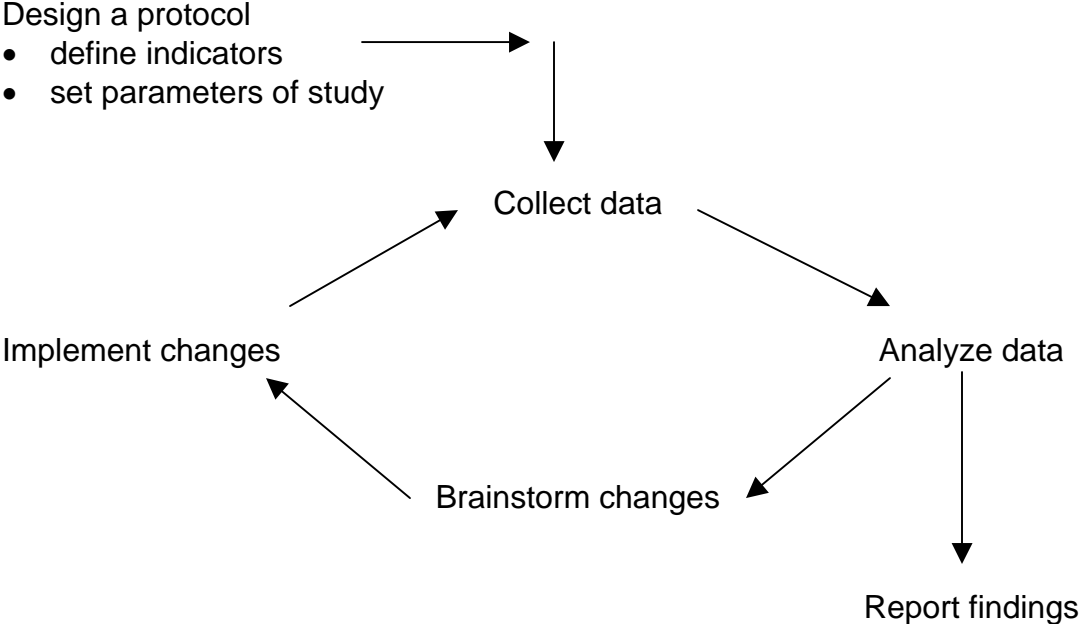 Design a protocol
• define indicators
• set parameters of study
Collect data
Implement changes
Analyze data
Brainstorm changes
Report findings